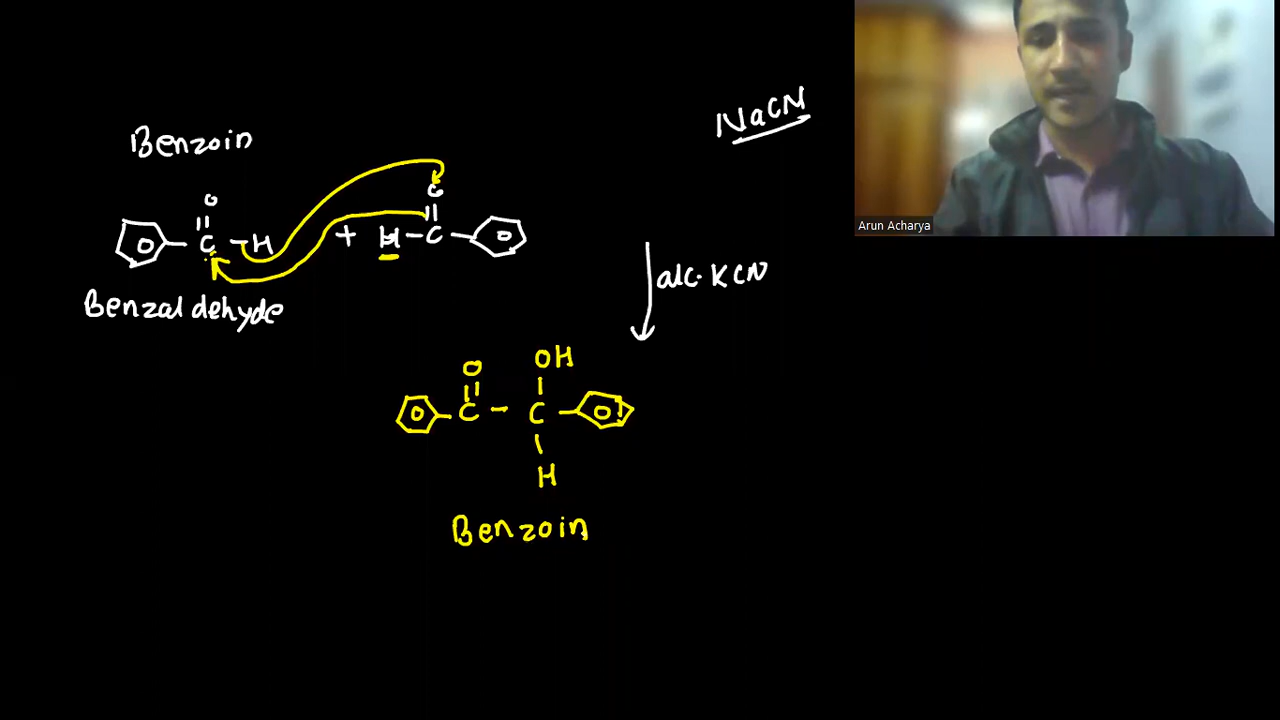 NaCN
Arun Acharya
Benzoin
O O
|| ||
C - H + H - C -
Benzaldehyde
alc. KCN
O OH
|| |
C - C -
|
H
Benzoin